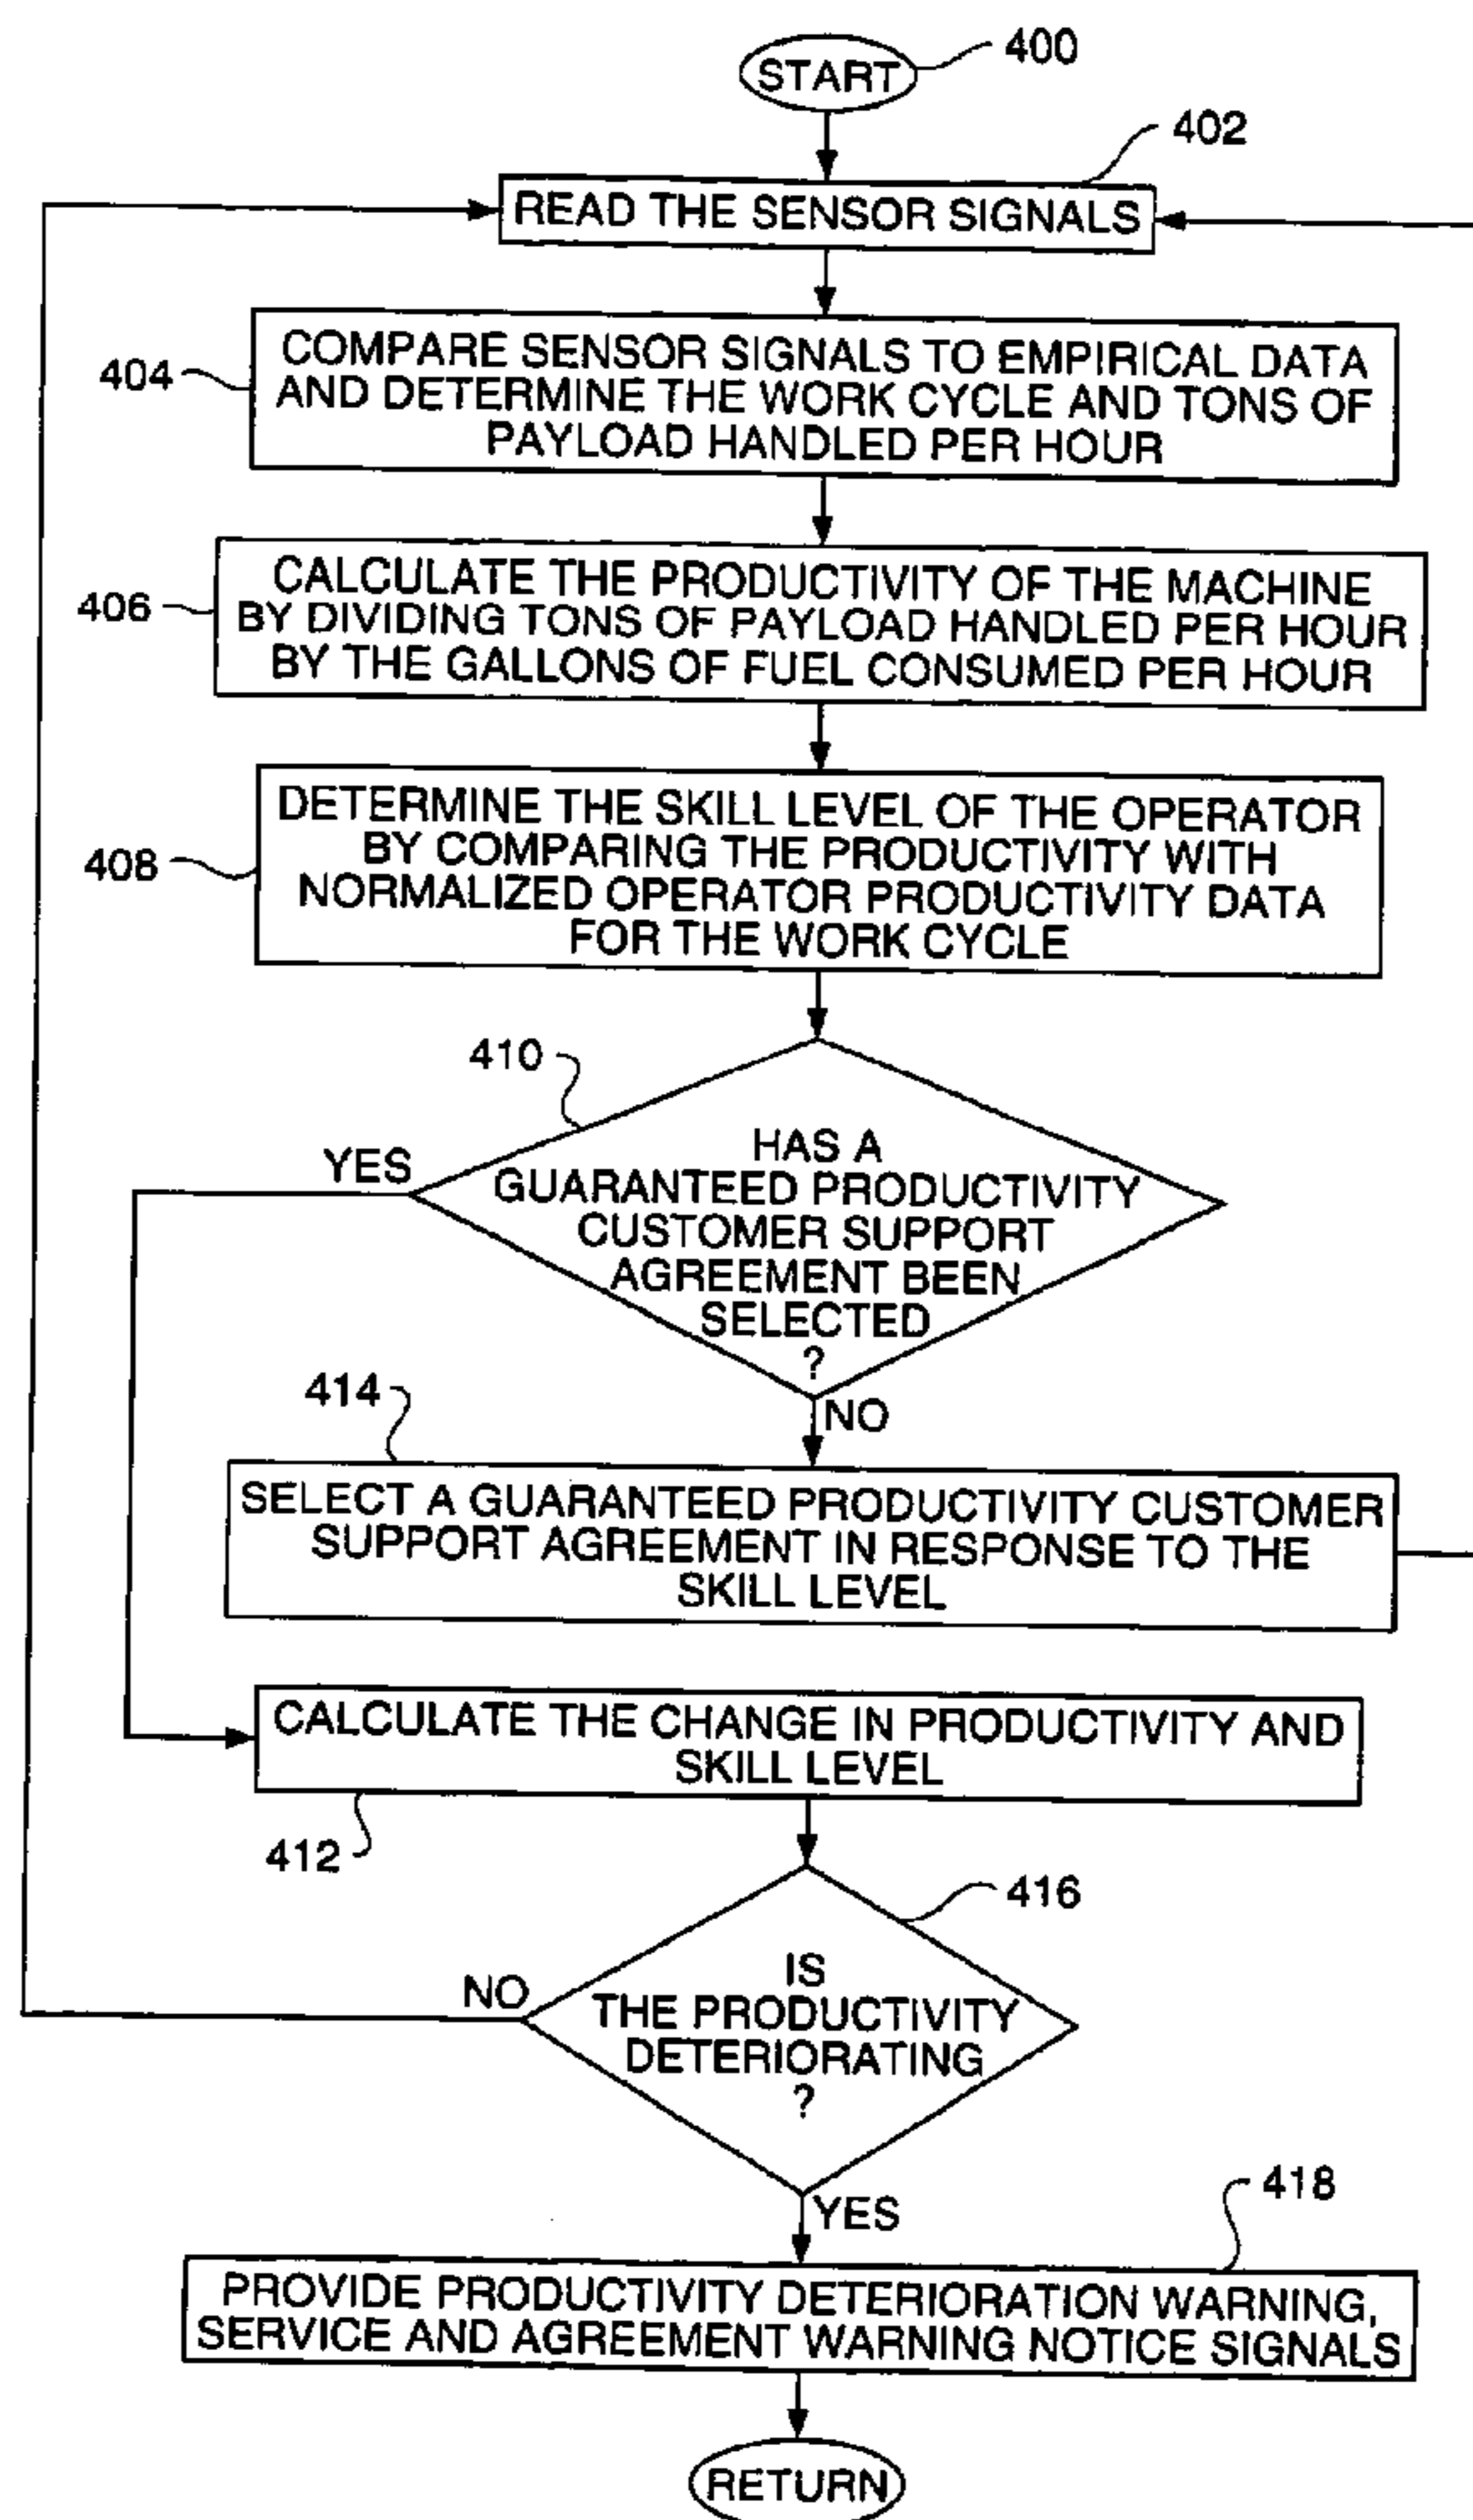 START
400
402
READ THE SENSOR SIGNALS
404
COMPARE SENSOR SIGNALS TO EMPIRICAL DATA
AND DETERMINE THE WORK CYCLE AND TONS OF
PAYLOAD HANDLED PER HOUR
406
CALCULATE THE PRODUCTIVITY OF THE MACHINE
BY DIVIDING TONS OF PAYLOAD HANDLED PER HOUR
BY THE GALLONS OF FUEL CONSUMED PER HOUR
408
DETERMINE THE SKILL LEVEL OF THE OPERATOR
BY COMPARING THE PRODUCTIVITY WITH
NORMALIZED OPERATOR PRODUCTIVITY DATA
FOR THE WORK CYCLE
410
YES
HAS A
GUARANTEED PRODUCTIVITY
CUSTOMER SUPPORT
AGREEMENT BEEN
SELECTED
?
NO
414
SELECT A GUARANTEED PRODUCTIVITY CUSTOMER
SUPPORT AGREEMENT IN RESPONSE TO THE
SKILL LEVEL
CALCULATE THE CHANGE IN PRODUCTIVITY AND
SKILL LEVEL
412
416
NO
IS
THE PRODUCTIVITY
DETERIORATING
?
YES
418
PROVIDE PRODUCTIVITY DETERIORATION WARNING,
SERVICE AND AGREEMENT WARNING NOTICE SIGNALS
RETURN